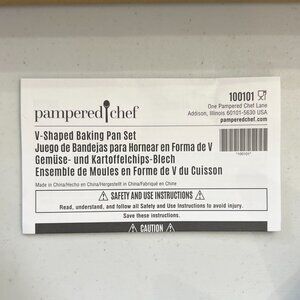 pampered chef
100101
One Pampered Chef Lane
Addison, Illinois 60101-5630 USA
pamperedchef.com
V-Shaped Baking Pan Set
Juego de Bandejas para Hornear en Forma de V
Gemüse- und Kartoffelchips-Blech
Ensemble de Moules en Forme de V du Cuisson
*100101*
Made in China/Hecho en China/Hergestellt in China/Fabriqué en Chine
⚠ SAFETY AND USE INSTRUCTIONS ⚠
Read, understand, and follow all Safety and Use Instructions to avoid injury.
Save these instructions.
⚠ CAUTION ⚠